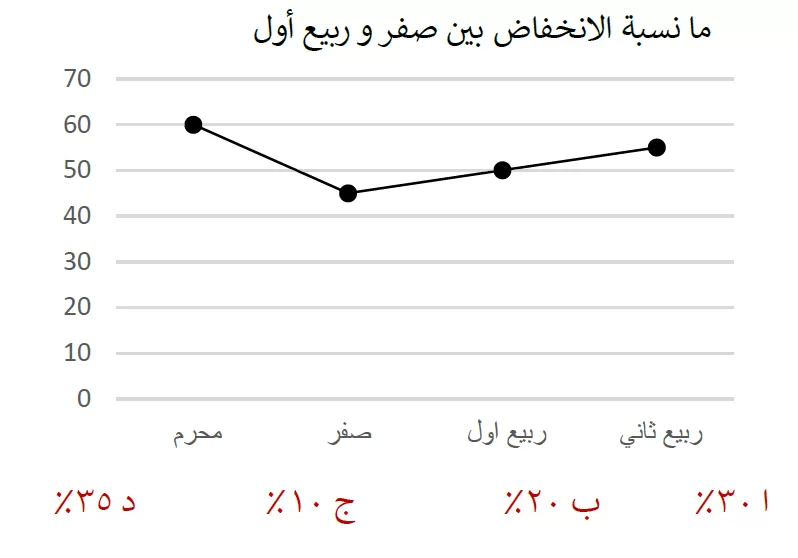 ما نسبة الانخفاض بين صفر و ربيع أول
70
60
50
40
30
20
10
0
محرم صفر ربيع اول ربيع ثاني
ا ٣٠٪ ب ٢٠٪ ج ١٠٪ د ٣٥٪